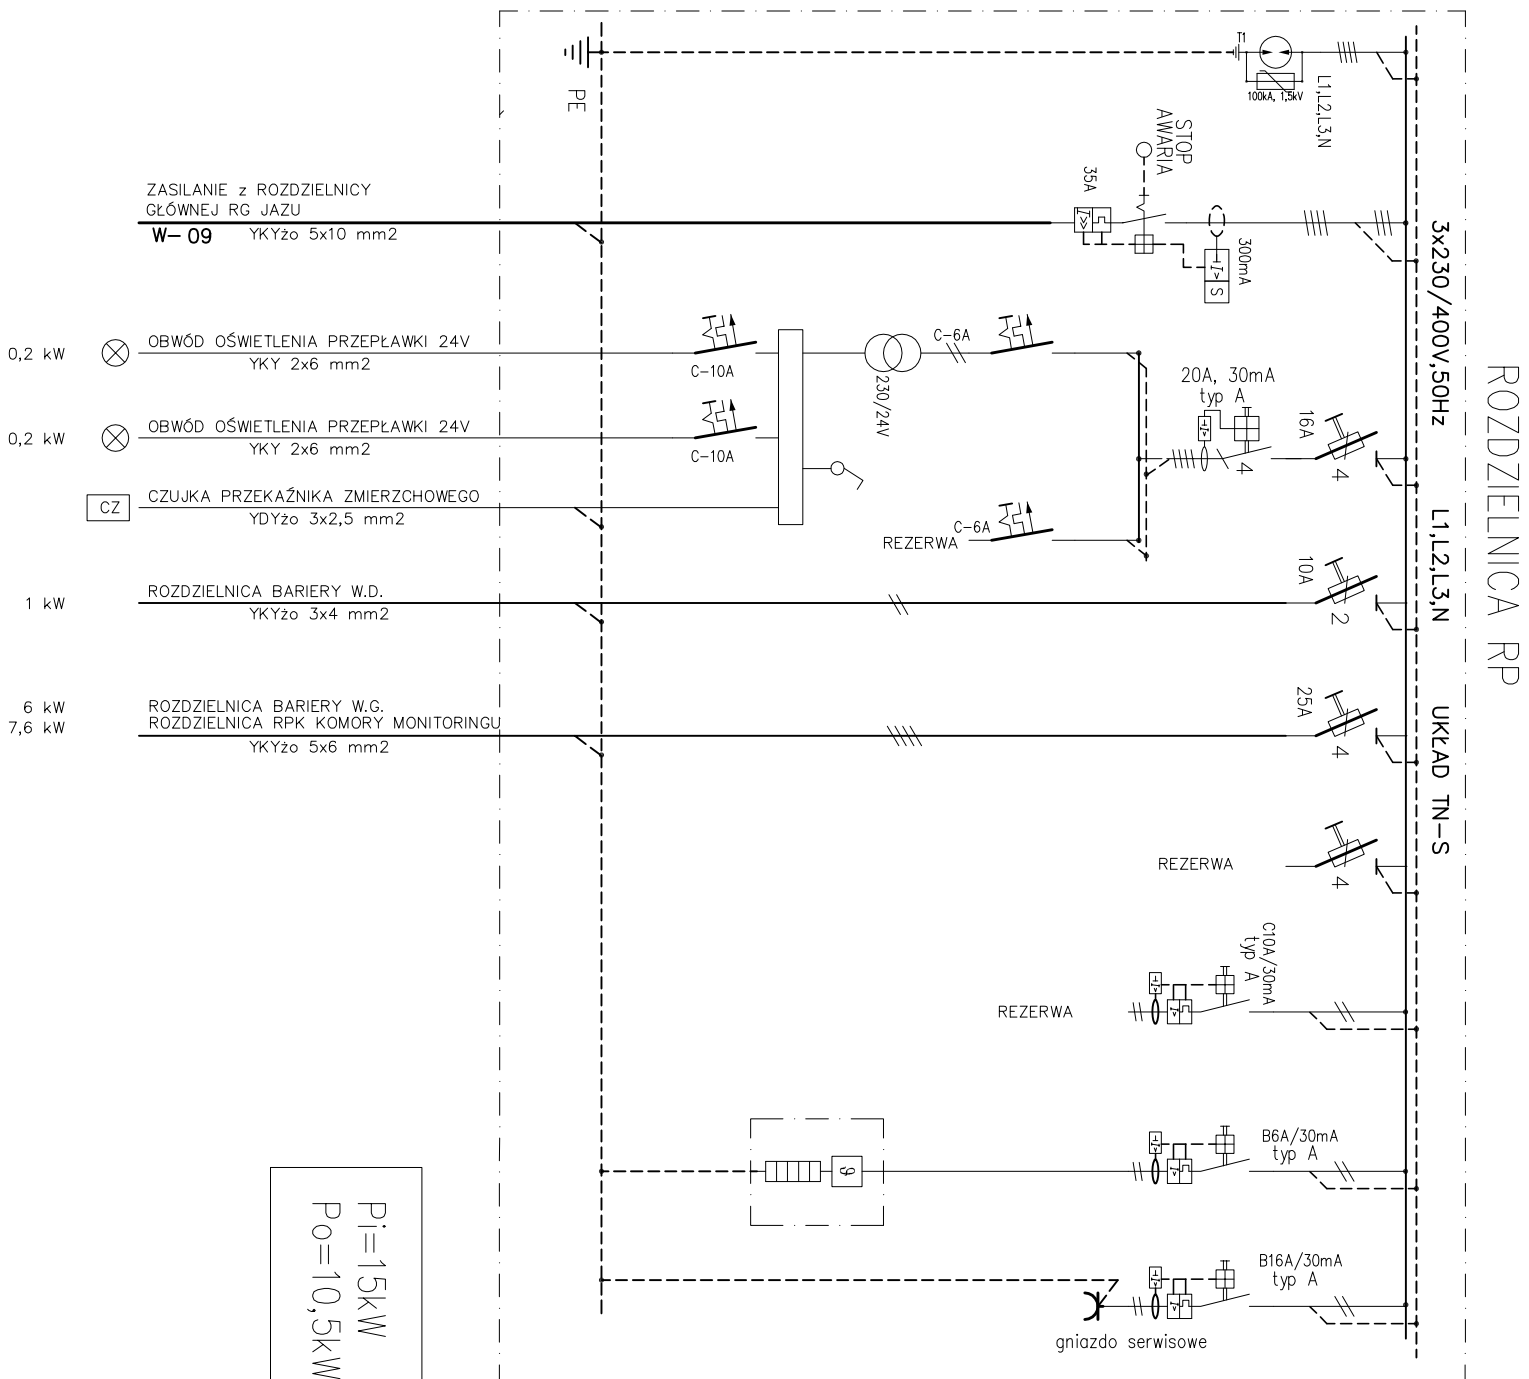 ROZDZIELNICA RP
3x230/400V,50Hz L1,L2,L3,N UKŁAD TN-S
T1
100kA, 1,5kV
L1,L2,L3,N
PE
STOP
AWARIA
35A
300mA
I>>
I>
S
ZASILANIE z ROZDZIELNICY
GŁÓWNEJ RG JAZU
W-09 YKYżo 5x10 mm2
0,2 kW
OBWÓD OŚWIETLENIA PRZEPŁAWKI 24V
YKY 2x6 mm2
C-10A
230/24V
C-6A
20A, 30mA
typ A
I>
4
16A
4
0,2 kW
OBWÓD OŚWIETLENIA PRZEPŁAWKI 24V
YKY 2x6 mm2
C-10A
CZ
CZUJKA PRZEKAŹNIKA ZMIERZCHOWEGO
YDYżo 3x2,5 mm2
REZERWA
C-6A
1 kW
ROZDZIELNICA BARIERY W.D.
YKYżo 3x4 mm2
10A
2
6 kW
7,6 kW
ROZDZIELNICA BARIERY W.G.
ROZDZIELNICA RPK KOMORY MONITORINGU
YKYżo 5x6 mm2
25A
4
REZERWA
4
REZERWA
C10A/30mA
typ A
I>
I>
B6A/30mA
typ A
I>
I>
ϑ
B16A/30mA
typ A
I>
I>
gniazdo serwisowe
Pi=15kW
Po=10,5kW